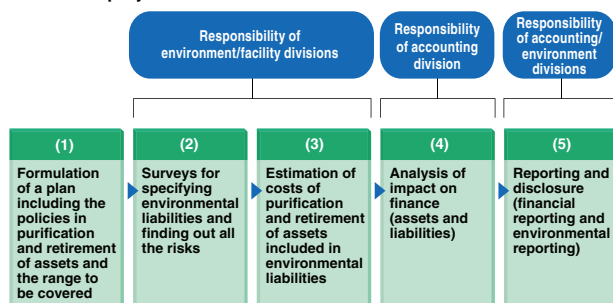 Responsibility of
environment/facility divisions
Responsibility
of accounting
division
Responsibility
of accounting/
environment
divisions
(1)
Formulation
of a plan
including the
policies in
purification
and retirement
of assets and
the range to
be covered
(2)
Surveys for
specifying
environmental
liabilities and
finding out all
the risks
(3)
Estimation of
costs of
purification
and retirement
of assets
included in
environmental
liabilities
(4)
Analysis of
impact on
finance
(assets and
liabilities)
(5)
Reporting and
disclosure
(financial
reporting and
environmental
reporting)